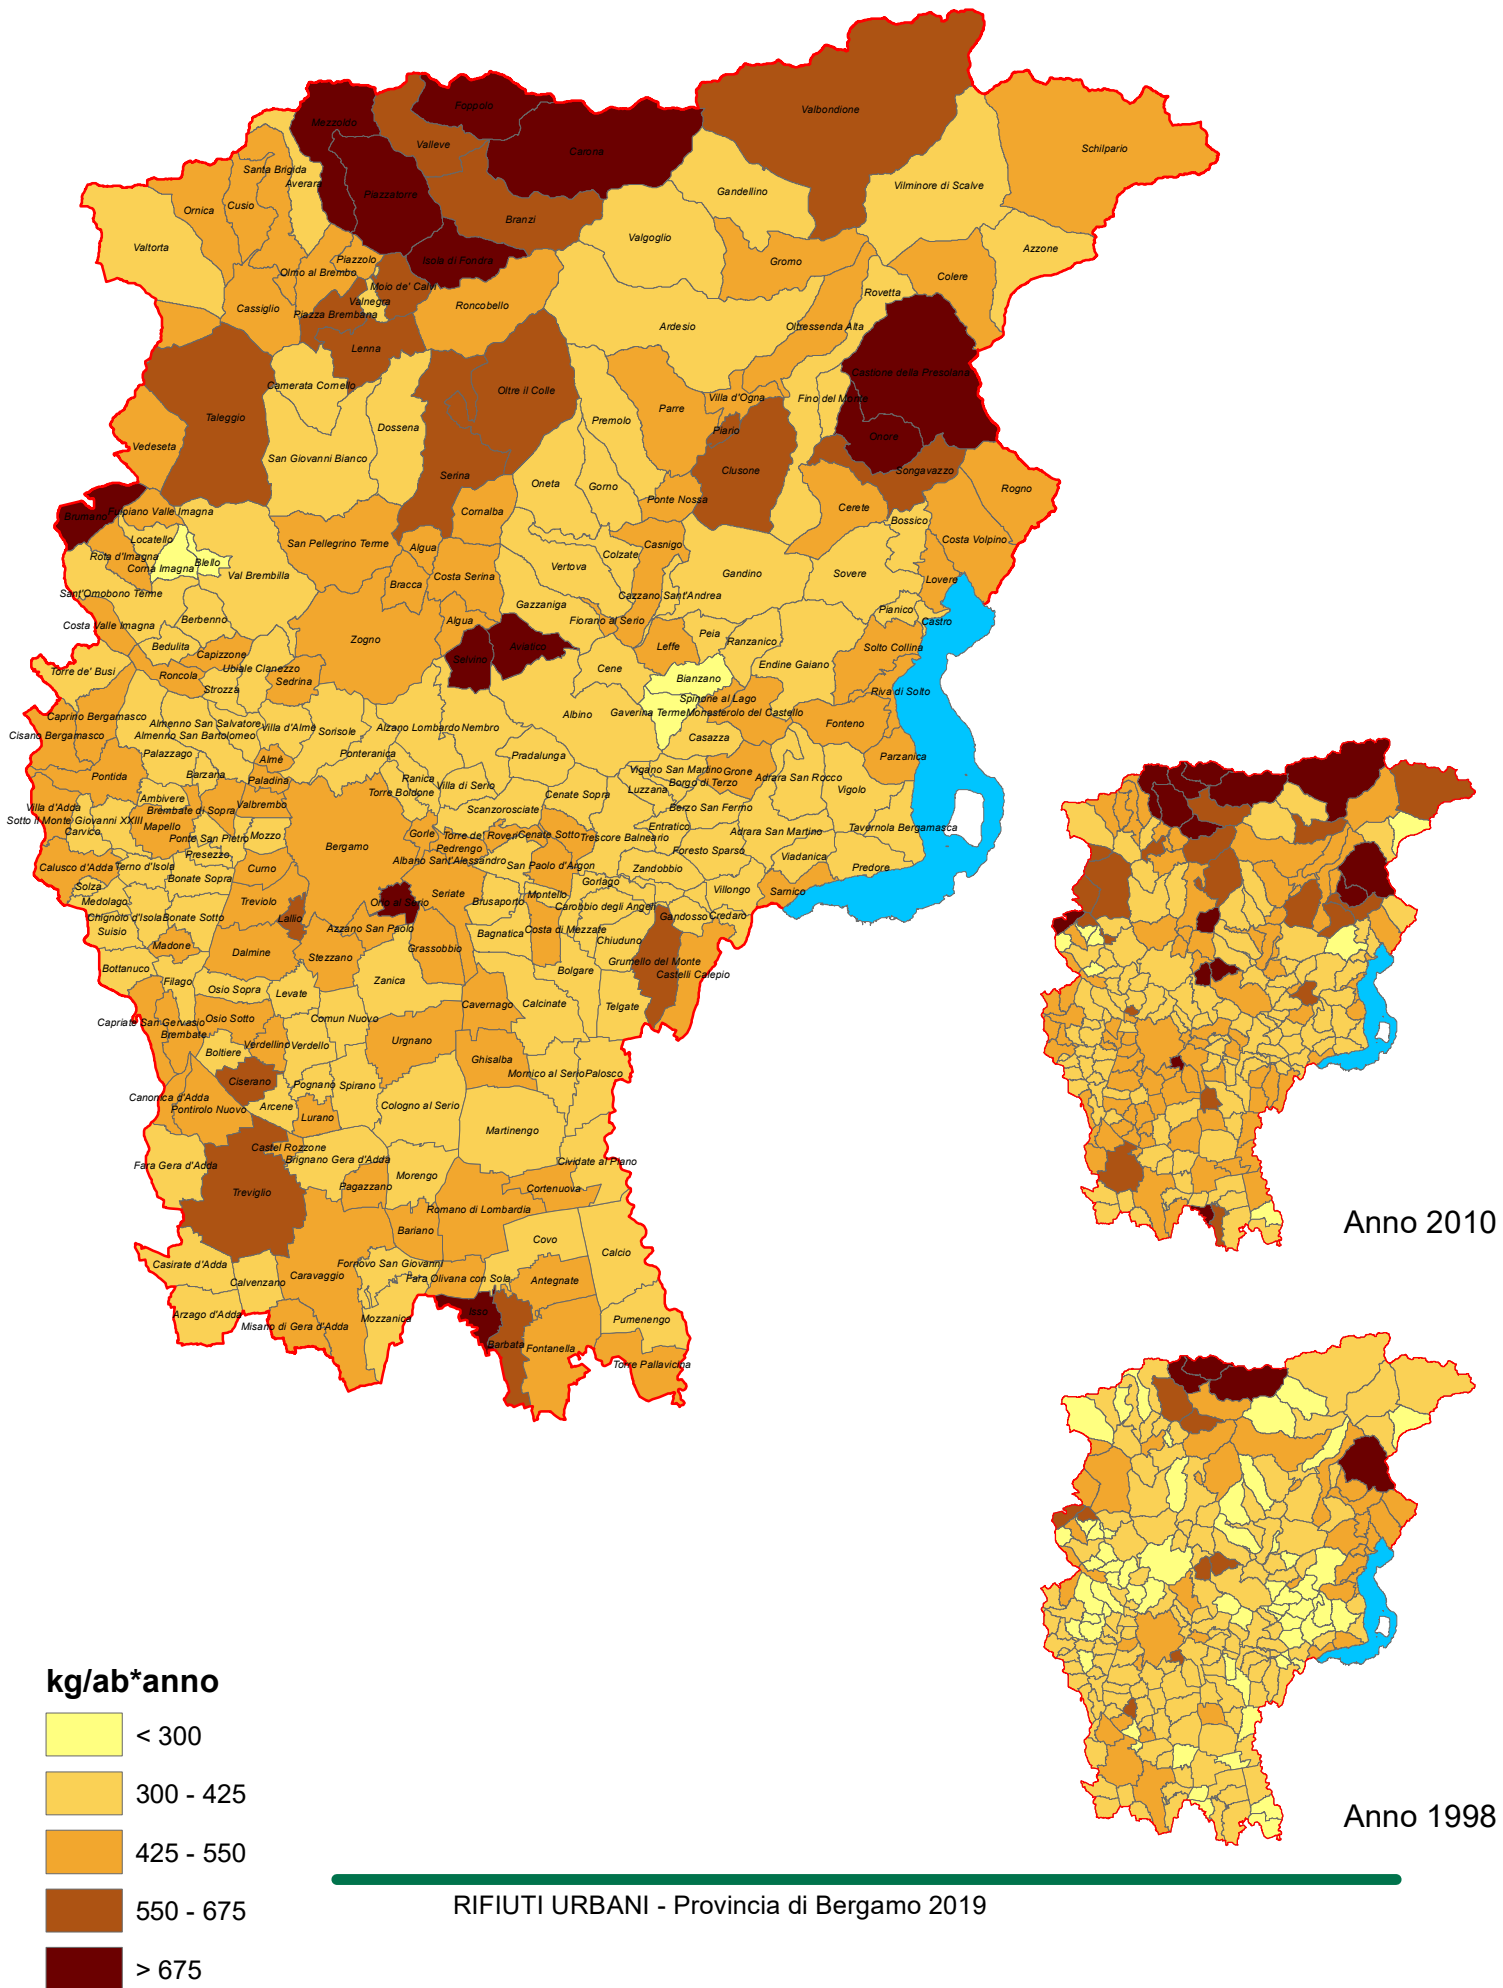 Foppolo
Mezzoldo
Valbondione
Valleve
Carona
Schilpario
Santa Brigida
Averara
Piazzatorre
Gandellino
Vilminore di Scalve
Ornica
Cusio
Branzi
Valtorta
Valgoglio
Azzone
Piazzolo
Isola di Fondra
Gromo
Olmo al Brembo
Colere
Moio de' Calvi
Rovetta
Valnegra
Cassiglio
Piazza Brembana
Roncobello
Ardesio
Oltressenda Alta
Lenna
Castione della Presolana
Camerata Cornello
Oltre il Colle
Villa d'Ogna
Fino del Monte
Taleggio
Dossena
Premolo
Parre
Piario
Onore
Vedeseta
San Giovanni Bianco
Serina
Clusone
Songavazzo
Oneta
Gorno
Ponte Nossa
Rogno
Brumano
Fuipiano Valle Imagna
Cornalba
Cerete
Bossico
Locatello
San Pellegrino Terme
Algua
Casnigo
Costa Volpino
Rota d'Imagna
Corna Imagna
Blello
Val Brembilla
Bracca
Costa Serina
Vertova
Colzate
Gandino
Sovere
Lovere
Sant'Omobono Terme
Gazzaniga
Cazzano Sant'Andrea
Pianico
Costa Valle Imagna
Berbenno
Algua
Fiorano al Serio
Castro
Bedulita
Capizzone
Zogno
Selvino
Aviatico
Leffe
Peia
Ranzanico
Solto Collina
Torre de' Busi
Roncola
Ubiale Clanezzo
Strozza
Sedrina
Cene
Bianzano
Endine Gaiano
Riva di Solto
Caprino Bergamasco
Cisano Bergamasco
Almenno San Salvatore
Almenno San Bartolomeo
Villa d'Almè
Sorisole
Alzano Lombardo
Nembro
Albino
Gaverina Terme
Spinone al Lago
Monasterolo del Castello
Fonteno
Palazzago
Almè
Ponteranica
Pradalunga
Casazza
Parzanica
Pontida
Barzana
Paladina
Ranica
Torre Boldone
Villa di Serio
Vigano San Martino
Grone
Borgo di Terzo
Adrara San Rocco
Luzzana
Vigolo
Villa d'Adda
Ambivere
Valbrembo
Cenate Sopra
Berzo San Fermo
Sotto il Monte Giovanni XXIII
Brembate di Sopra
Scanzorosciate
Carvico
Mapello
Ponte San Pietro
Mozzo
Bergamo
Gorle
Torre de' Roveri
Cenate Sotto
Trescore Balneario
Entratico
Adrara San Martino
Tavernola Bergamasca
Pedrengo
Foresto Sparso
Presezzo
Albano Sant'Alessandro
Viadanica
Calusco d'Adda
Terno d'Isola
Bonate Sopra
Curno
San Paolo d'Argon
Zandobbio
Predore
Solza
Gorlago
Medolago
Treviolo
Orio al Serio
Seriate
Brusaporto
Montello
Carobbio degli Angeli
Villongo
Sarnico
Chignolo d'Isola
Bonate Sotto
Lallio
Gandosso
Credaro
Suisio
Azzano San Paolo
Bagnatica
Costa di Mezzate
Chiuduno
Madone
Dalmine
Stezzano
Grassobbio
Grumello del Monte
Bottanuco
Bolgare
Castelli Calepio
Filago
Osio Sopra
Levate
Zanica
Cavernago
Calcinate
Telgate
Capriate San Gervasio
Osio Sotto
Comun Nuovo
Brembate
Boltiere
Verdellino
Verdello
Urgnano
Ghisalba
Ciserano
Pognano
Spirano
Mornico al Serio
Palosco
Canonica d'Adda
Pontirolo Nuovo
Arcene
Lurano
Cologno al Serio
Martinengo
Castel Rozzone
Fara Gera d'Adda
Brignano Gera d'Adda
Morengo
Cividate al Piano
Treviglio
Pagazzano
Cortenuova
Romano di Lombardia
Bariano
Covo
Calcio
Casirate d'Adda
Fornovo San Giovanni
Calvenzano
Caravaggio
Fara Olivana con Sola
Antegnate
Arzago d'Adda
Misano di Gera d'Adda
Mozzanica
Isso
Pumenengo
Barbata
Fontanella
Torre Pallavicina
Anno 2010
Anno 1998
kg/ab*anno
< 300
300 - 425
425 - 550
550 - 675
> 675
RIFIUTI URBANI - Provincia di Bergamo 2019